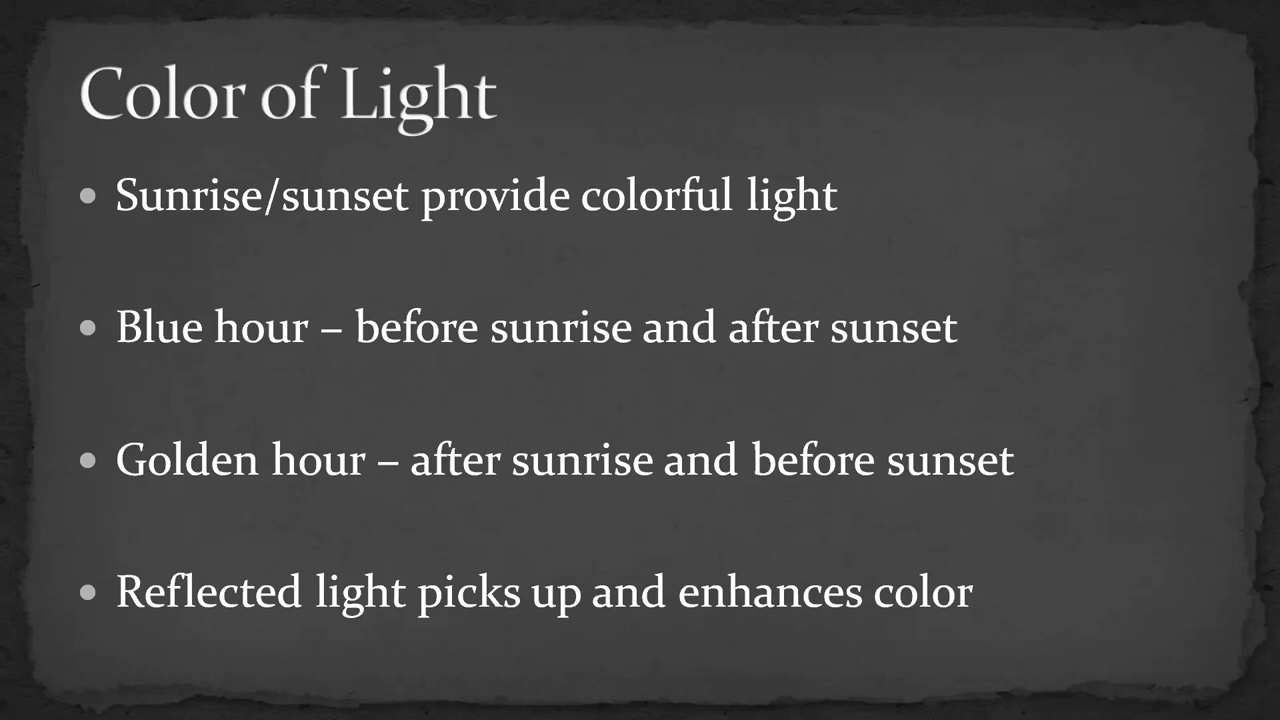 Color of Light
• Sunrise/sunset provide colorful light
• Blue hour – before sunrise and after sunset
• Golden hour – after sunrise and before sunset
• Reflected light picks up and enhances color